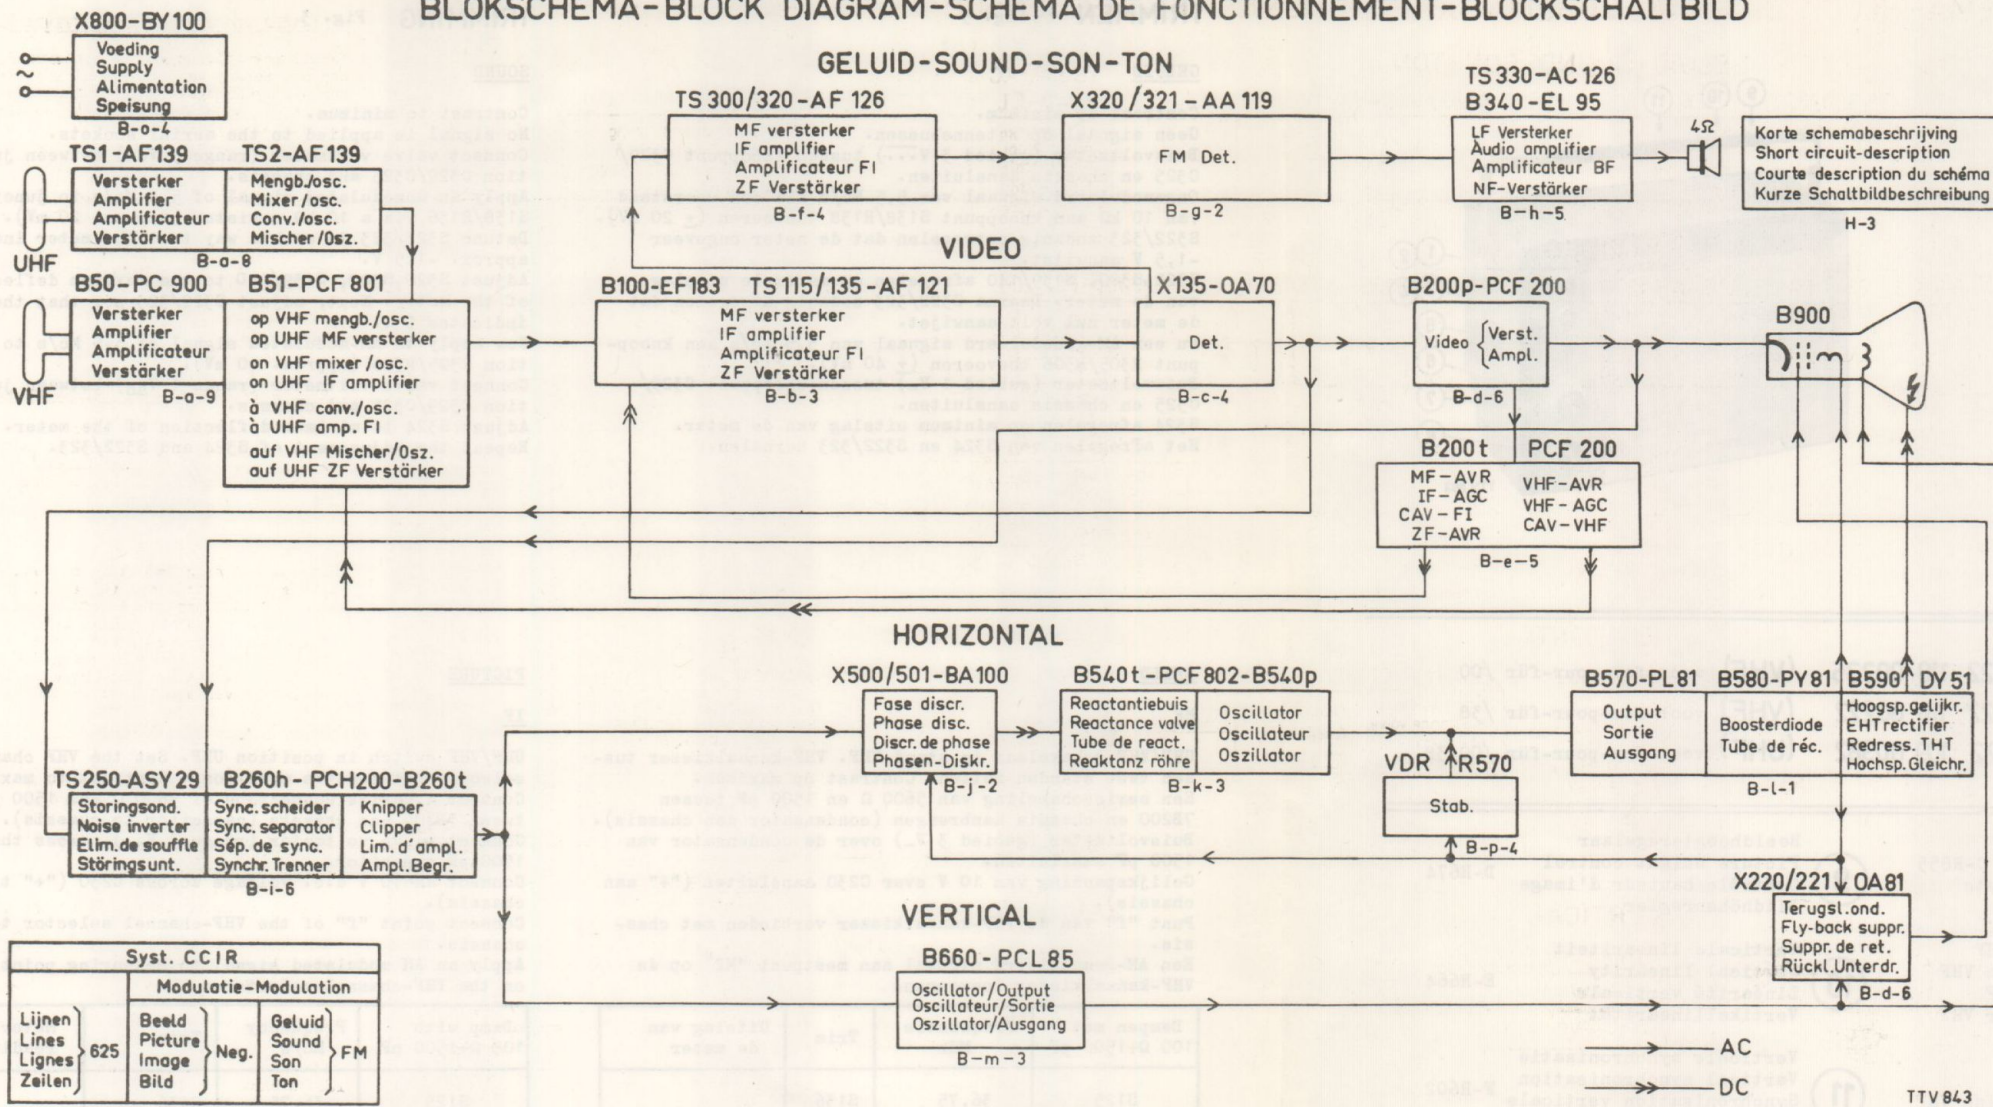 BLOKSCHEMA-BLOCK DIAGRAM-SCHEMA DE FONCTIONNEMENT-BLOCKSCHALTBILD
X800-BY100
Voeding
Supply
Alimentation
Speisung
B-o-4
GELUID-SOUND-SON-TON
TS300/320-AF126
MF versterker
IF amplifier
Amplificateur FI
ZF Verstärker
B-f-4
X320/321-AA119
FM Det.
B-g-2
TS330-AC126
B340-EL95
LF Versterker
Audio amplifier
Amplificateur BF
NF-Verstärker
B-h-5
4Ω
Korte schemabeschrijving
Short circuit-description
Courte description du schéma
Kurze Schaltbildbeschreibung
H-3
TS1-AF139 TS2-AF139
Versterker Mengb./osc.
Amplifier Mixer/osc.
Amplificateur Conv./osc.
Verstärker Mischer/Osz.
B-a-8
UHF
B50-PC900 B51-PCF801
Versterker
Amplifier
Amplificateur
Verstärker
B-a-9
VHF
op VHF mengb./osc.
op UHF MF versterker
on VHF mixer/osc.
on UHF IF amplifier
à VHF conv./osc.
à UHF amp. FI
auf VHF Mischer/Osz.
auf UHF ZF Verstärker
VIDEO
B100-EF183 TS115/135-AF121
MF versterker
IF amplifier
Amplificateur FI
ZF Verstärker
B-b-3
X135-OA70
Det.
B-c-4
B200p-PCF200
Video { Verst.
Ampl.
B-d-6
B900
B200t PCF200
MF-AVR VHF-AVR
IF-AGC VHF-AGC
CAV-FI CAV-VHF
ZF-AVR
B-e-5
HORIZONTAL
X500/501-BA100
Fase discr.
Phase disc.
Discr. de phase
Phasen-Diskr.
B-j-2
B540t-PCF802-B540p
Reactantiebuis
Reactance valve
Tube de react.
Reaktanz röhre
Oscillator
Oscillateur
Oszillator
B-k-3
VDR R570
Stab.
B-p-4
B570-PL81 B580-PY81 B590 DY51
Output
Sortie
Ausgang
Boosterdiode
Tube de réc.
Hoogsp.gelijkr.
EHT rectifier
Redress. THT
Hochsp.Gleichr.
B-l-1
TS250-ASY29 B260h-PCH200-B260t
Storingsond. Sync.scheider Knipper
Noise inverter Sync. separator Clipper
Elim.de souffle Sép. de sync. Lim. d'ampl.
Störingsunt. Synchr.Trenner Ampl.Begr.
B-i-6
X220/221 OA81
Terugsl.ond.
Fly-back suppr.
Suppr. de ret.
Rückl.Unterdr.
B-d-6
VERTICAL
B660-PCL85
Oscillator/Output
Oscillateur/Sortie
Oszillator/Ausgang
B-m-3
Syst. CCIR
Modulatie-Modulation
Lijnen
Lines
Lignes
Zeilen
625
Beeld
Picture
Image
Bild
Neg.
Geluid
Sound
Son
Ton
FM
AC
DC
TTV843